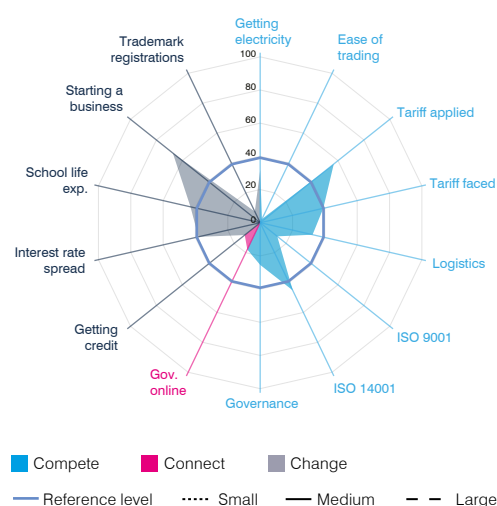 Getting
electricity
Ease of
trading
Tariff applied
Tariff faced
Logistics
ISO 9001
ISO 14001
Governance
Gov.
online
Getting
credit
Interest rate
spread
School life
exp.
Starting a
business
Trademark
registrations
100
80
60
40
20
0
Compete
Connect
Change
Reference level
Small
Medium
Large